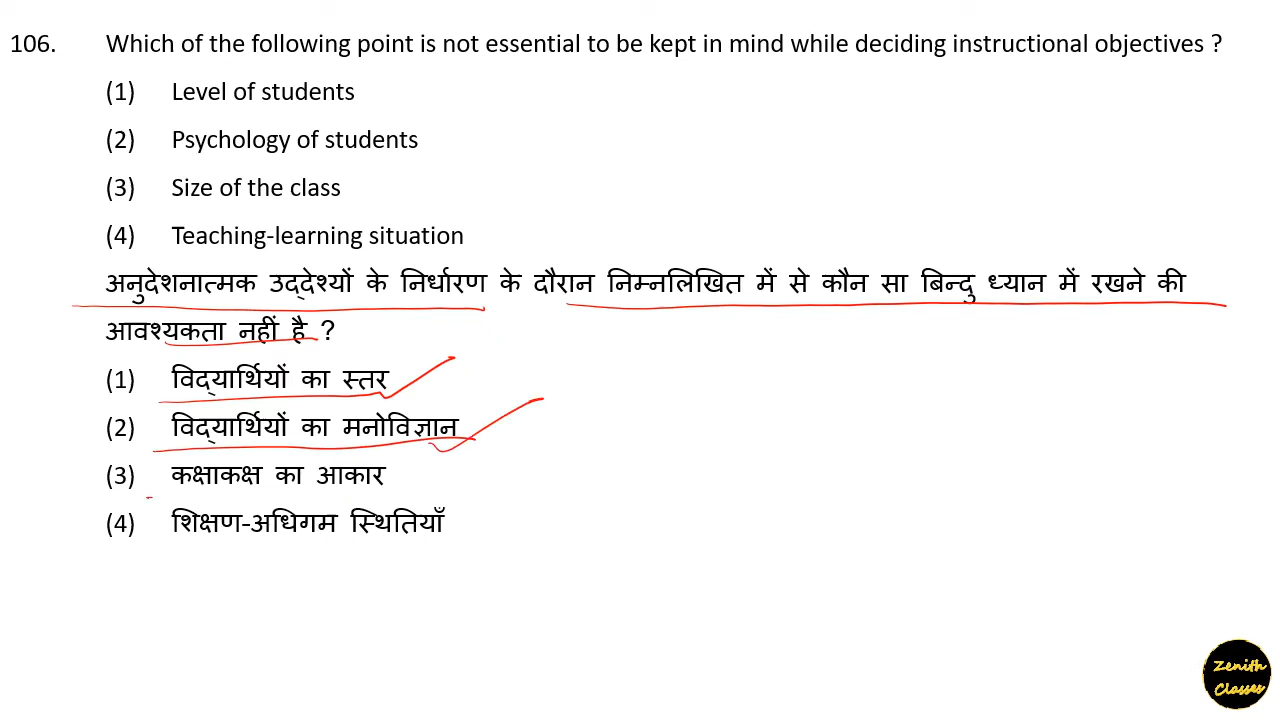 106. Which of the following point is not essential to be kept in mind while deciding instructional objectives ?
(1) Level of students
(2) Psychology of students
(3) Size of the class
(4) Teaching-learning situation
अनुदेशनात्मक उद्देश्यों के निर्धारण के दौरान निम्नलिखित में से कौन सा बिन्दु ध्यान में रखने की
आवश्यकता नहीं है ?
(1) विद्यार्थियों का स्तर
(2) विद्यार्थियों का मनोविज्ञान
(3) कक्षाकक्ष का आकार
(4) शिक्षण-अधिगम स्थितियाँ
Zenith
Classes